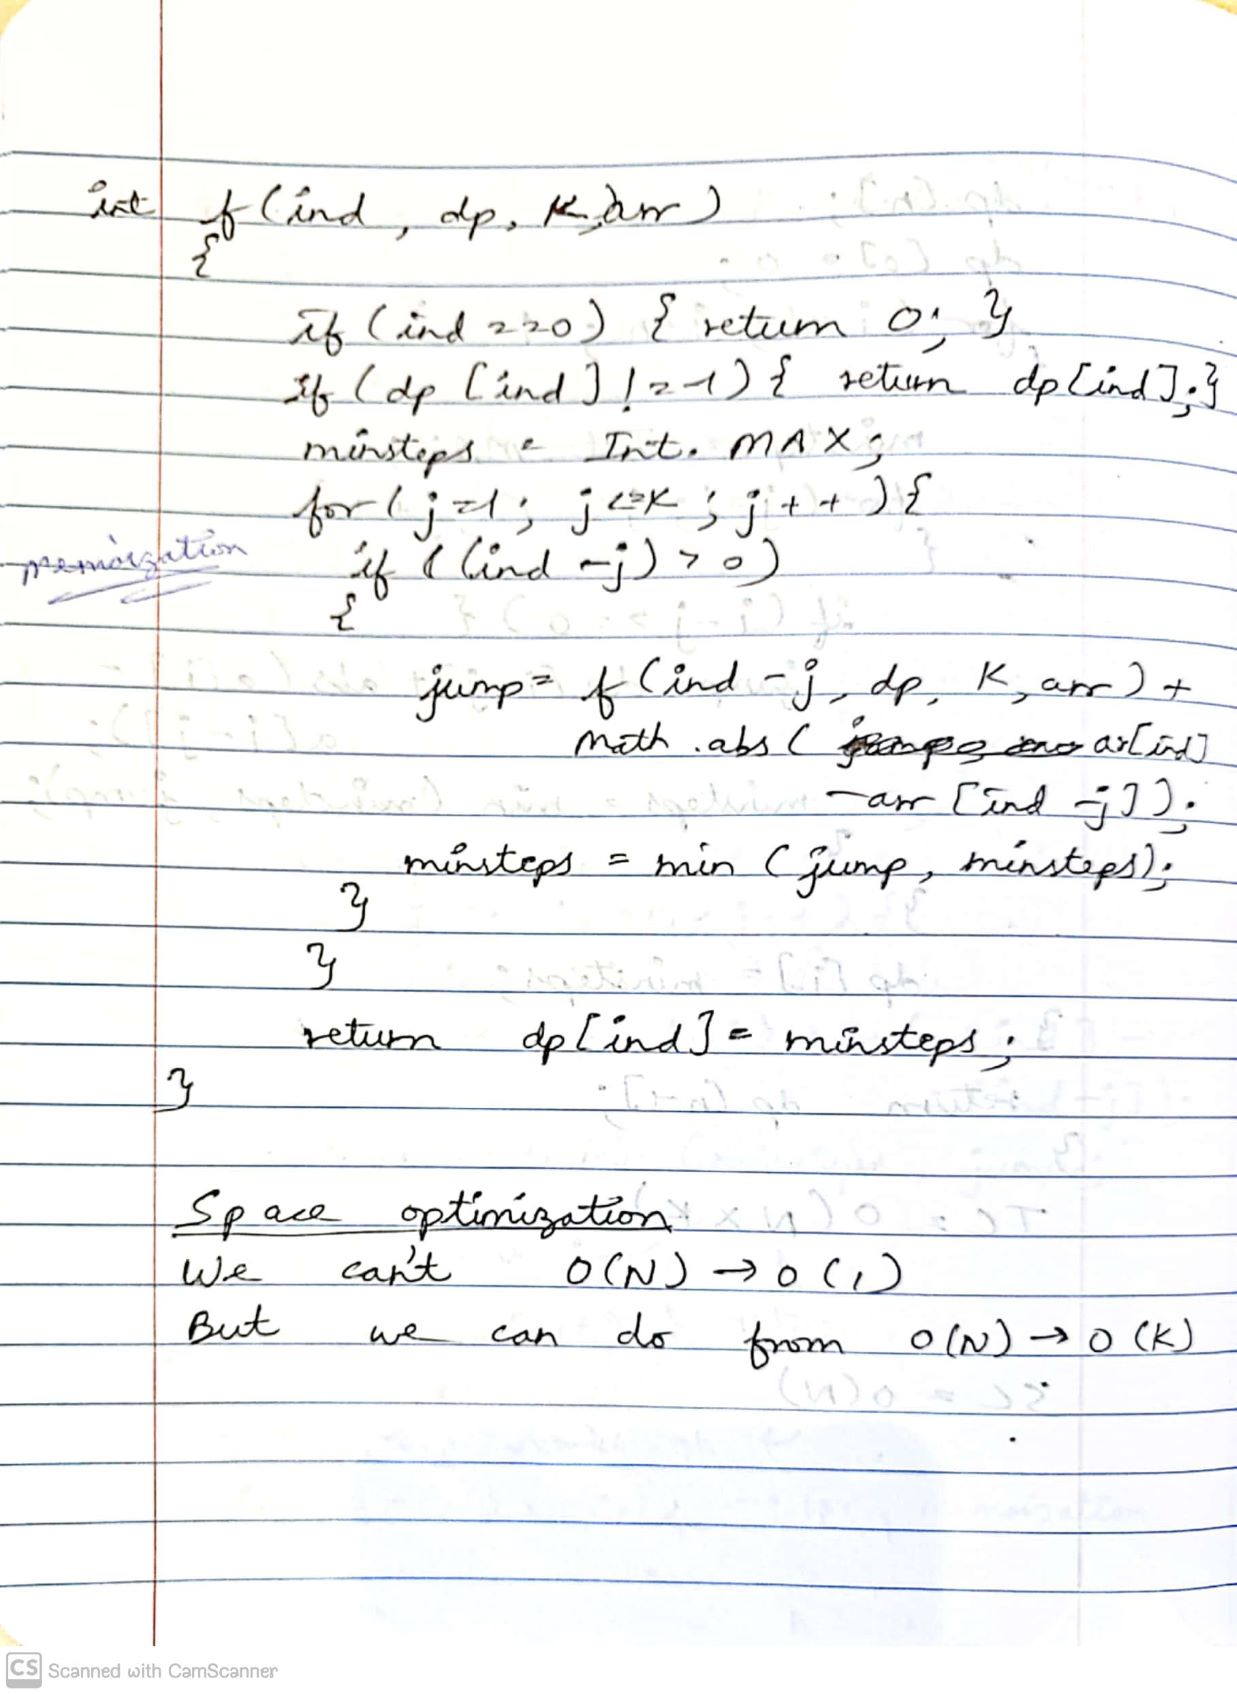 int f(ind, dp, K, arr)
{
if (ind ==0) { return 0; }
if (dp [ind] != -1) { return dp[ind];}
minsteps = Int. MAX;
for(j=1; j<=K; j++){
memoization
if ((ind -j) > 0)
{
jump= f(ind -j, dp, K, arr) +
Math .abs ( ar[ind]
-arr [ind -j]);
minsteps = min (jump, minsteps);
}
}
return dp[ind] = minsteps;
}
Space optimization
We can't O(N) → O(1)
But we can do from O(N) → O(K)
CS Scanned with CamScanner